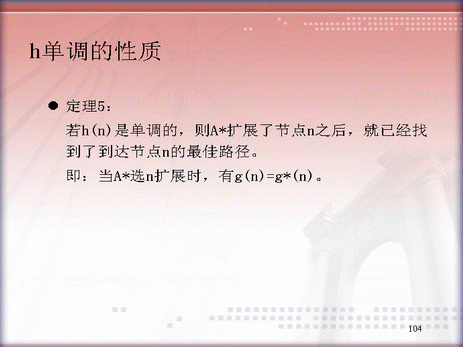 h单调的性质
定理5：
若h(n)是单调的，则A*扩展了节点n之后，就已经找
到了到达节点n的最佳路径。
即：当A*选n扩展时，有g(n)=g*(n)。
104